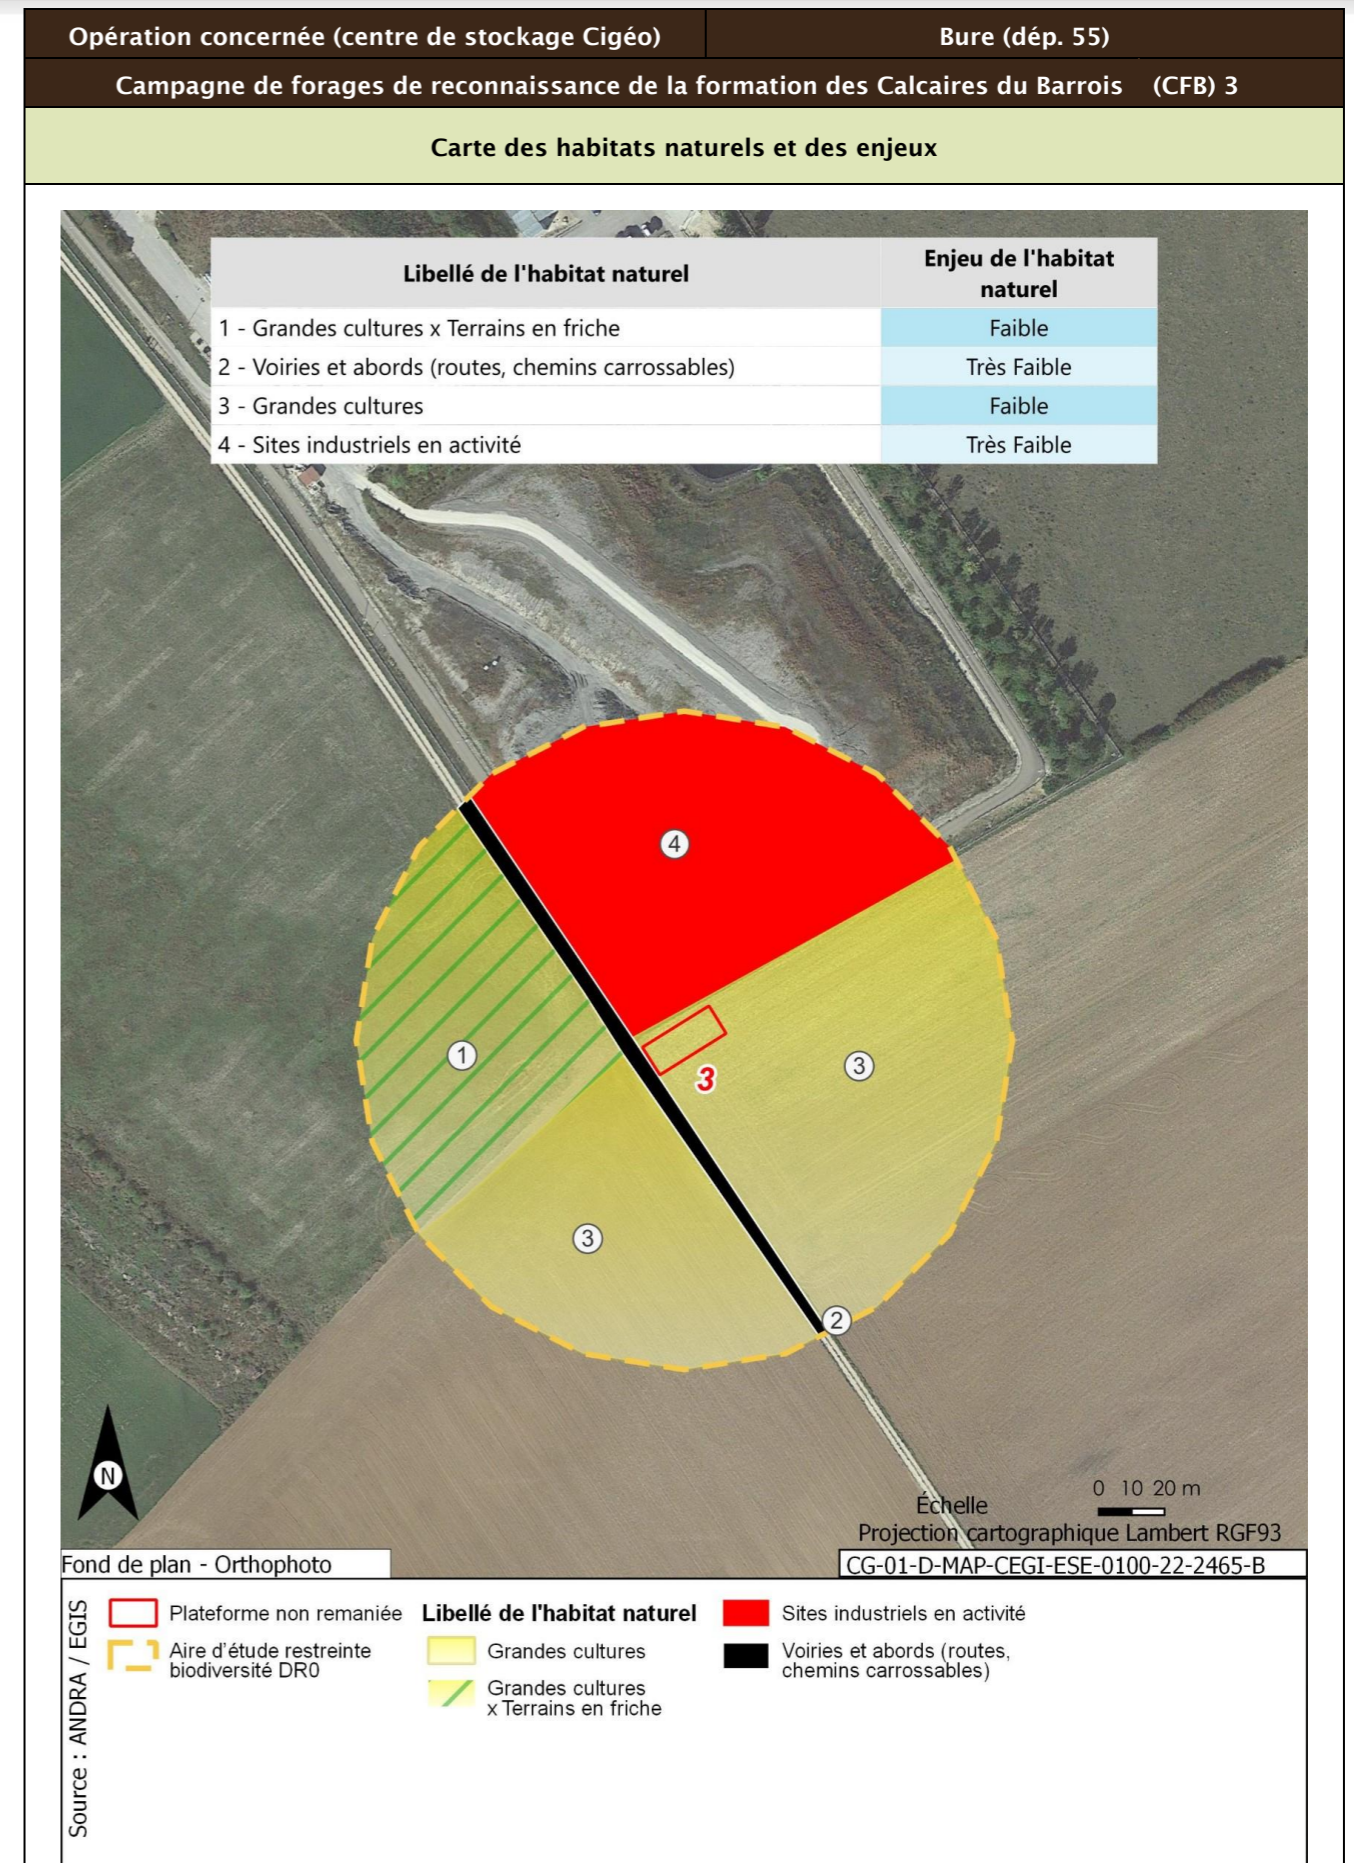 Opération concernée (centre de stockage Cigéo)
Bure (dép. 55)
Campagne de forages de reconnaissance de la formation des Calcaires du Barrois (CFB) 3
Carte des habitats naturels et des enjeux
Libellé de l'habitat naturel
Enjeu de l'habitat
naturel
1 - Grandes cultures x Terrains en friche
Faible
2 - Voiries et abords (routes, chemins carrossables)
Très Faible
3 - Grandes cultures
Faible
4 - Sites industriels en activité
Très Faible
4
1
3
3
3
2
N
0 10 20 m
Échelle
Projection cartographique Lambert RGF93
Fond de plan - Orthophoto
CG-01-D-MAP-CEGI-ESE-0100-22-2465-B
Source : ANDRA / EGIS
Plateforme non remaniée
Aire d'étude restreinte
biodiversité DR0
Libellé de l'habitat naturel
Grandes cultures
Grandes cultures
x Terrains en friche
Sites industriels en activité
Voiries et abords (routes,
chemins carrossables)